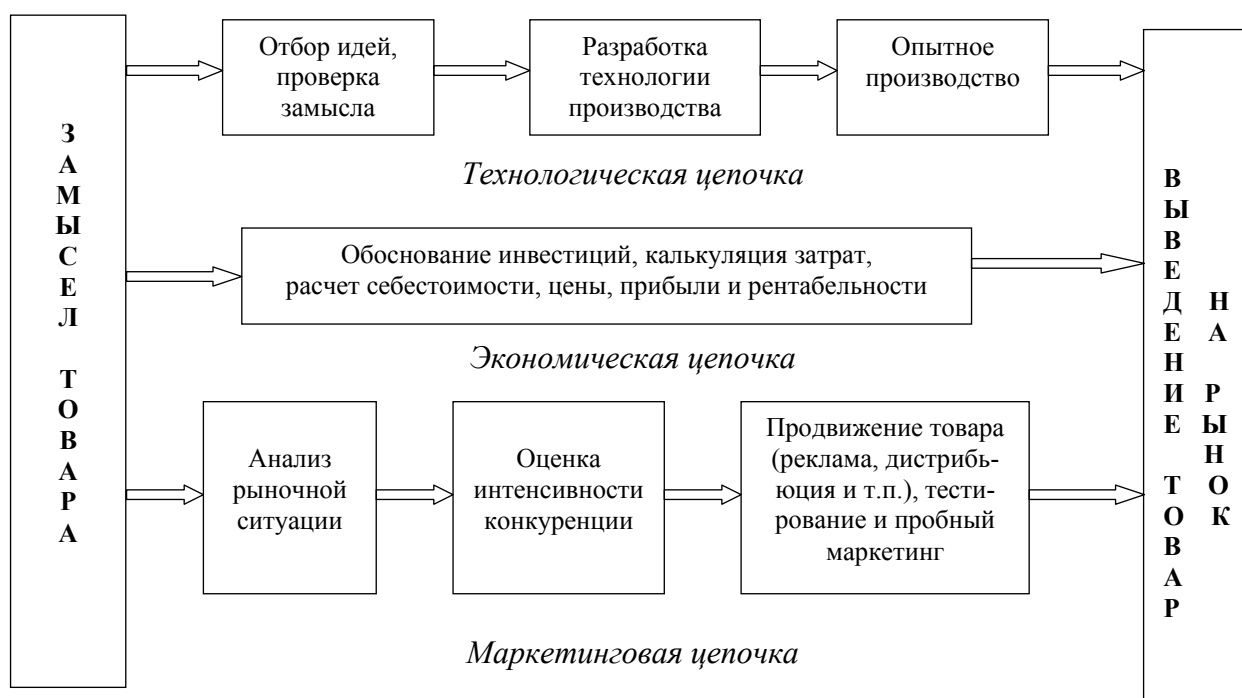 ЗАМЫСЕЛ ТОВАРА
Отбор идей,
проверка
замысла
Разработка
технологии
производства
Опытное
производство
Технологическая цепочка
Обоснование инвестиций, калькуляция затрат,
расчет себестоимости, цены, прибыли и рентабельности
Экономическая цепочка
Анализ
рыночной
ситуации
Оценка
интенсивности
конкуренции
Продвижение товара
(реклама, дистрибь-
юция и т.п.), тести-
рование и пробный
маркетинг
Маркетинговая цепочка
ВЫВЕДЕНИЕ ТОВАР
НА РЫНОК